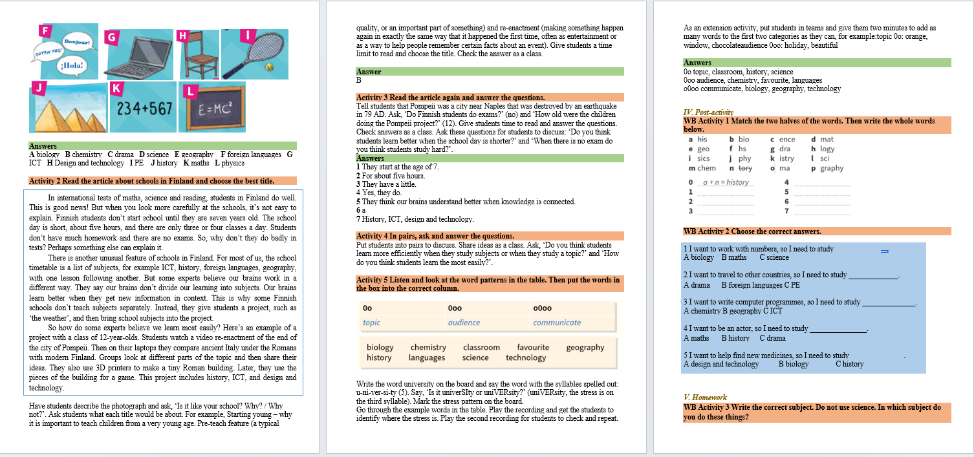 F
BUONGIORNO
Bonjour!
¡Hola!
G
H
I
J
K
234+567
L
E=MC²
Answers
A biology B chemistry C drama D science E geography F foreign languages G
ICT H Design and technology I PE J history K maths L physics
Activity 2 Read the article about schools in Finland and choose the best title.
In international tests of maths, science and reading, students in Finland do well.
This is good news! But when you look more carefully at the schools, it's not easy to
explain. Finnish students don't start school until they are seven years old. The school
day is short, about five hours, and there are only three or four classes a day. Students
don't have much homework and there are no exams. So, why don't they do badly in
tests? Perhaps something else can explain it.
There is another unusual feature of schools in Finland. For most of us, the school
timetable is a list of subjects, for example ICT, history, foreign languages, geography,
with one lesson following another. But some experts believe our brains work in a
different way. They say our brains don't divide our learning into subjects. Our brains
learn better when they get new information in context. This is why some Finnish
schools don't teach subjects separately. Instead, they give students a project, such as
'the weather', and then bring school subjects into the project.
So how do some experts believe we learn most easily? Here's an example of a
project with a class of 12-year-olds. Students watch a video re-enactment of the end of
the city of Pompeii. Then on their laptops they compare ancient Italy under the Romans
with modern Finland. Groups look at different parts of the topic and then share their
ideas. They also use 3D printers to make a tiny Roman building. Later, they use the
pieces of the building for a game. This project includes history, ICT, and design and
technology.
Have students describe the photograph and ask, 'Is it like your school? Why? / Why
not?'. Ask students what each title would be about. For example, Starting young – why
it is important to teach children from a very young age. Pre-teach feature (a typical
quality, or an important part of something) and re-enactment (making something happen
again in exactly the same way that it happened the first time, often as entertainment or
as a way to help people remember certain facts about an event). Give students a time
limit to read and choose the title. Check the answer as a class.
Answer
B
Activity 3 Read the article again and answer the questions.
Tell students that Pompeii was a city near Naples that was destroyed by an earthquake
in 79 AD. Ask, 'Do Finnish students do exams?' (no) and 'How old were the children
doing the Pompeii project?' (12). Give students time to read and answer the questions.
Check answers as a class. Ask these questions for students to discuss: 'Do you think
students learn better when the school day is shorter?' and 'When there is no exam do
you think students study hard?'.
Answers
1 They start at the age of 7.
2 For about five hours.
3 They have a little.
4 Yes, they do.
5 They think our brains understand better when knowledge is connected.
6 a
7 History, ICT, design and technology.
Activity 4 In pairs, ask and answer the questions.
Put students into pairs to discuss. Share ideas as a class. Ask, 'Do you think students
learn more efficiently when they study subjects or when they study a topic?' and 'How
do you think students learn the most easily?'.
Activity 5 Listen and look at the word patterns in the table. Then put the words in
the box into the correct column.
0o 0oo o0oo
topic audience communicate
biology chemistry classroom favourite geography
history languages science technology
Write the word university on the board and say the word with the syllables spelled out:
u-ni-ver-si-ty (5). Say, 'Is it univerSIty or uniVERsity?' (uniVERsity, the stress is on
the third syllable). Mark the stress pattern on the board.
Go through the example words in the table. Play the recording and get the students to
identify where the stress is. Play the second recording for students to check and repeat.
As an extension activity, put students in teams and give them two minutes to add as
many words to the first two categories as they can, for example:topic 0o: orange,
window, chocolateaudience 0oo: holiday, beautiful
Answers
0o topic, classroom, history, science
0oo audience, chemistry, favourite, languages
o0oo communicate, biology, geography, technology
IV. Post-activity
WB Activity 1 Match the two halves of the words. Then write the whole words
below.
a his b bio c ence d mat
e geo f hs g dra h logy
i sics j phy k istry l sci
m chem n tory o ma p graphy
0 a + n = history 4
1 5
2 6
3 7
WB Activity 2 Choose the correct answers.
1 I want to work with numbers, so I need to study
A biology B maths C science
2 I want to travel to other countries, so I need to study ________.
A drama B foreign languages C PE
3 I want to write computer programmes, so I need to study ________.
A chemistry B geography C ICT
4 I want to be an actor, so I need to study ________.
A maths B history C drama
5 I want to help find new medicines, so I need to study .
A design and technology B biology C history
V. Homework
WB Activity 3 Write the correct subject. Do not use science. In which subject do
you do these things?